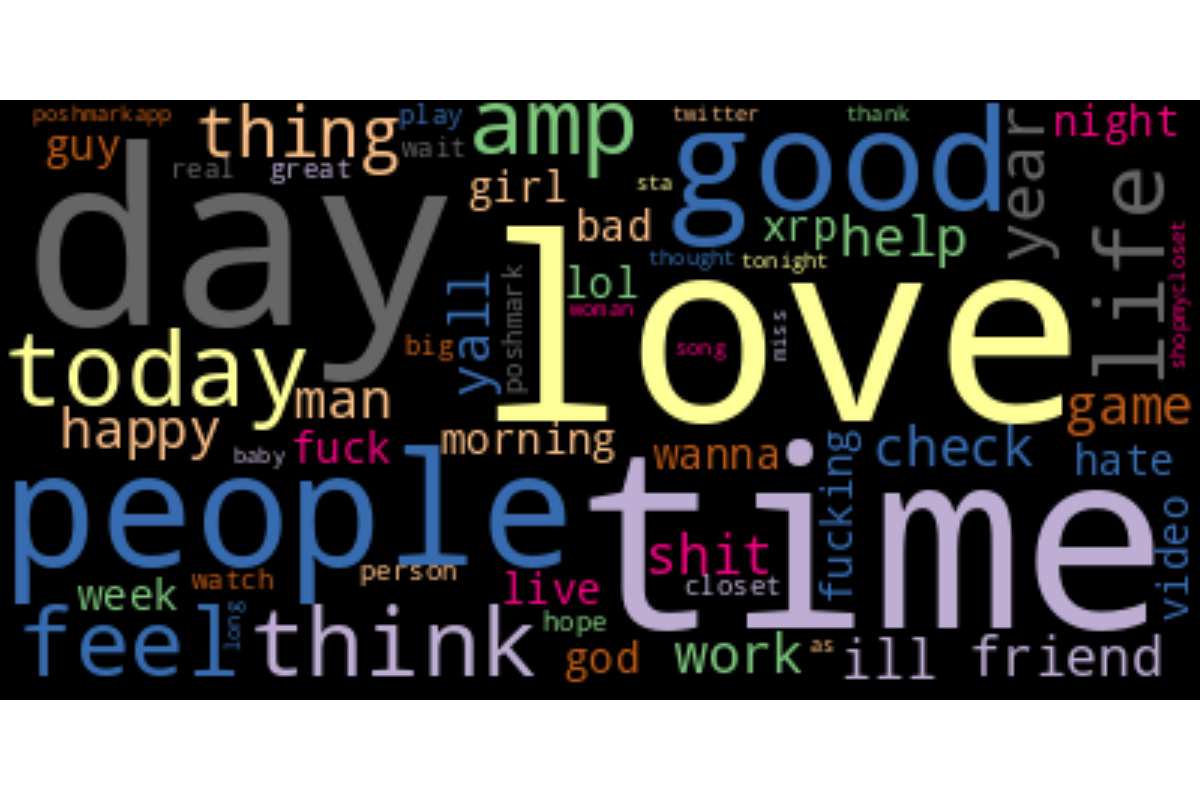 poshmarkapp
thing
play
amp
twitter
thank
night
guy
wait
good
year
real
great
girl
sta
life
day
bad
xrp
help
thought
tonight
shopmycloset
yall
poshmark
lol
love
woman
today
big
song
miss
man
game
happy
baby
fuck
morning
wanna
check
hate
people
time
fucking
video
shit
closet
week
watch
person
live
feel
long
think
hope
god
work
as
ill
friend